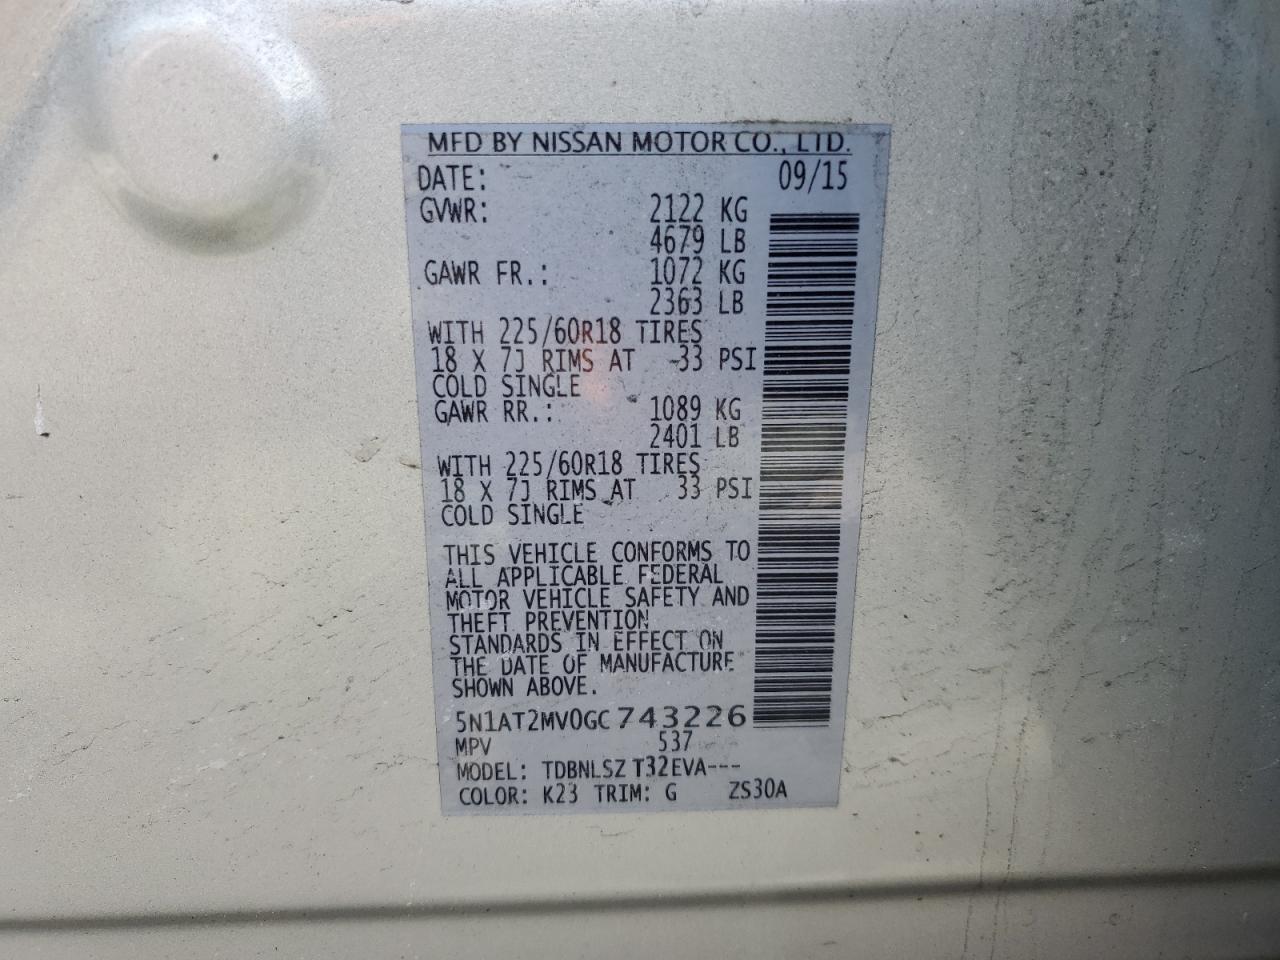 MFD BY NISSAN MOTOR CO., LTD.
DATE: 09/15
GVWR: 2122 KG
4679 LB
GAWR FR.: 1072 KG
2363 LB
WITH 225/60R18 TIRES
18 X 7J RIMS AT 33 PSI
COLD SINGLE
GAWR RR.: 1089 KG
2401 LB
WITH 225/60R18 TIRES
18 X 7J RIMS AT 33 PSI
COLD SINGLE
THIS VEHICLE CONFORMS TO
ALL APPLICABLE FEDERAL
MOTOR VEHICLE SAFETY AND
THEFT PREVENTION
STANDARDS IN EFFECT ON
THE DATE OF MANUFACTURE
SHOWN ABOVE.
5N1AT2MV0GC743226
MPV 537
MODEL: TDBNLSZ T32EVA---
COLOR: K23 TRIM: G ZS30A